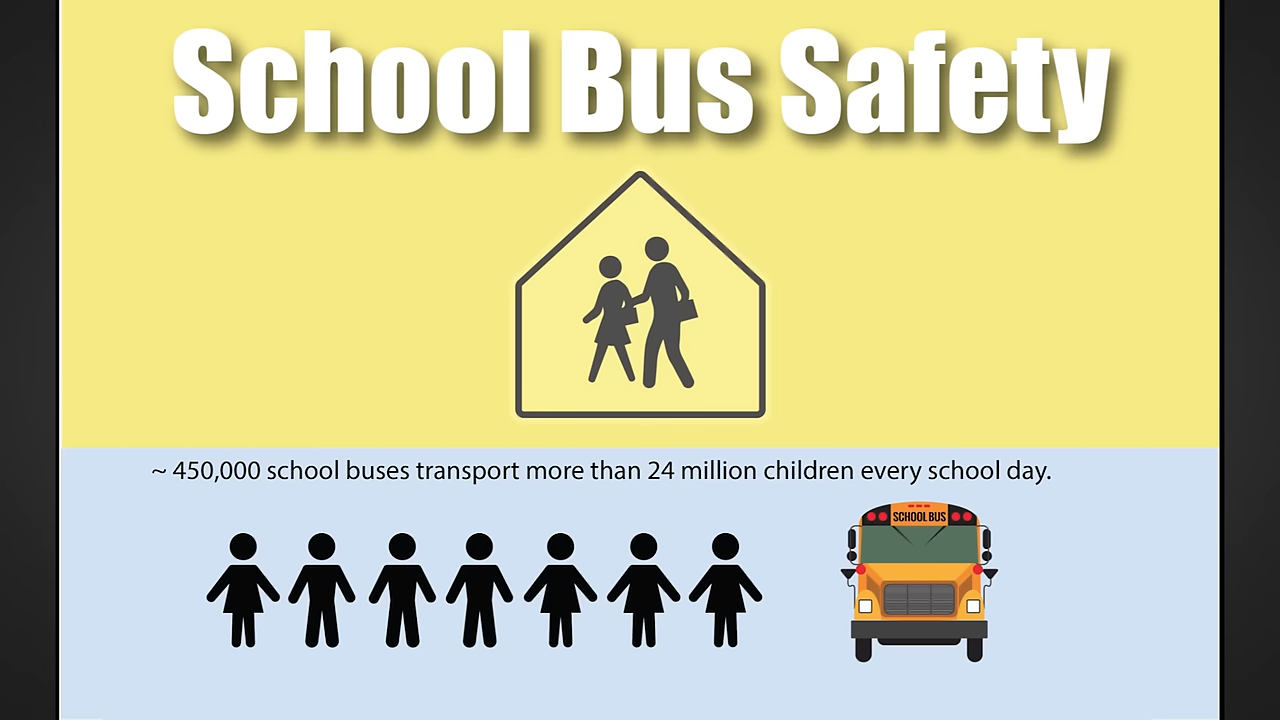 School Bus Safety
~ 450,000 school buses transport more than 24 million children every school day.
SCHOOL BUS